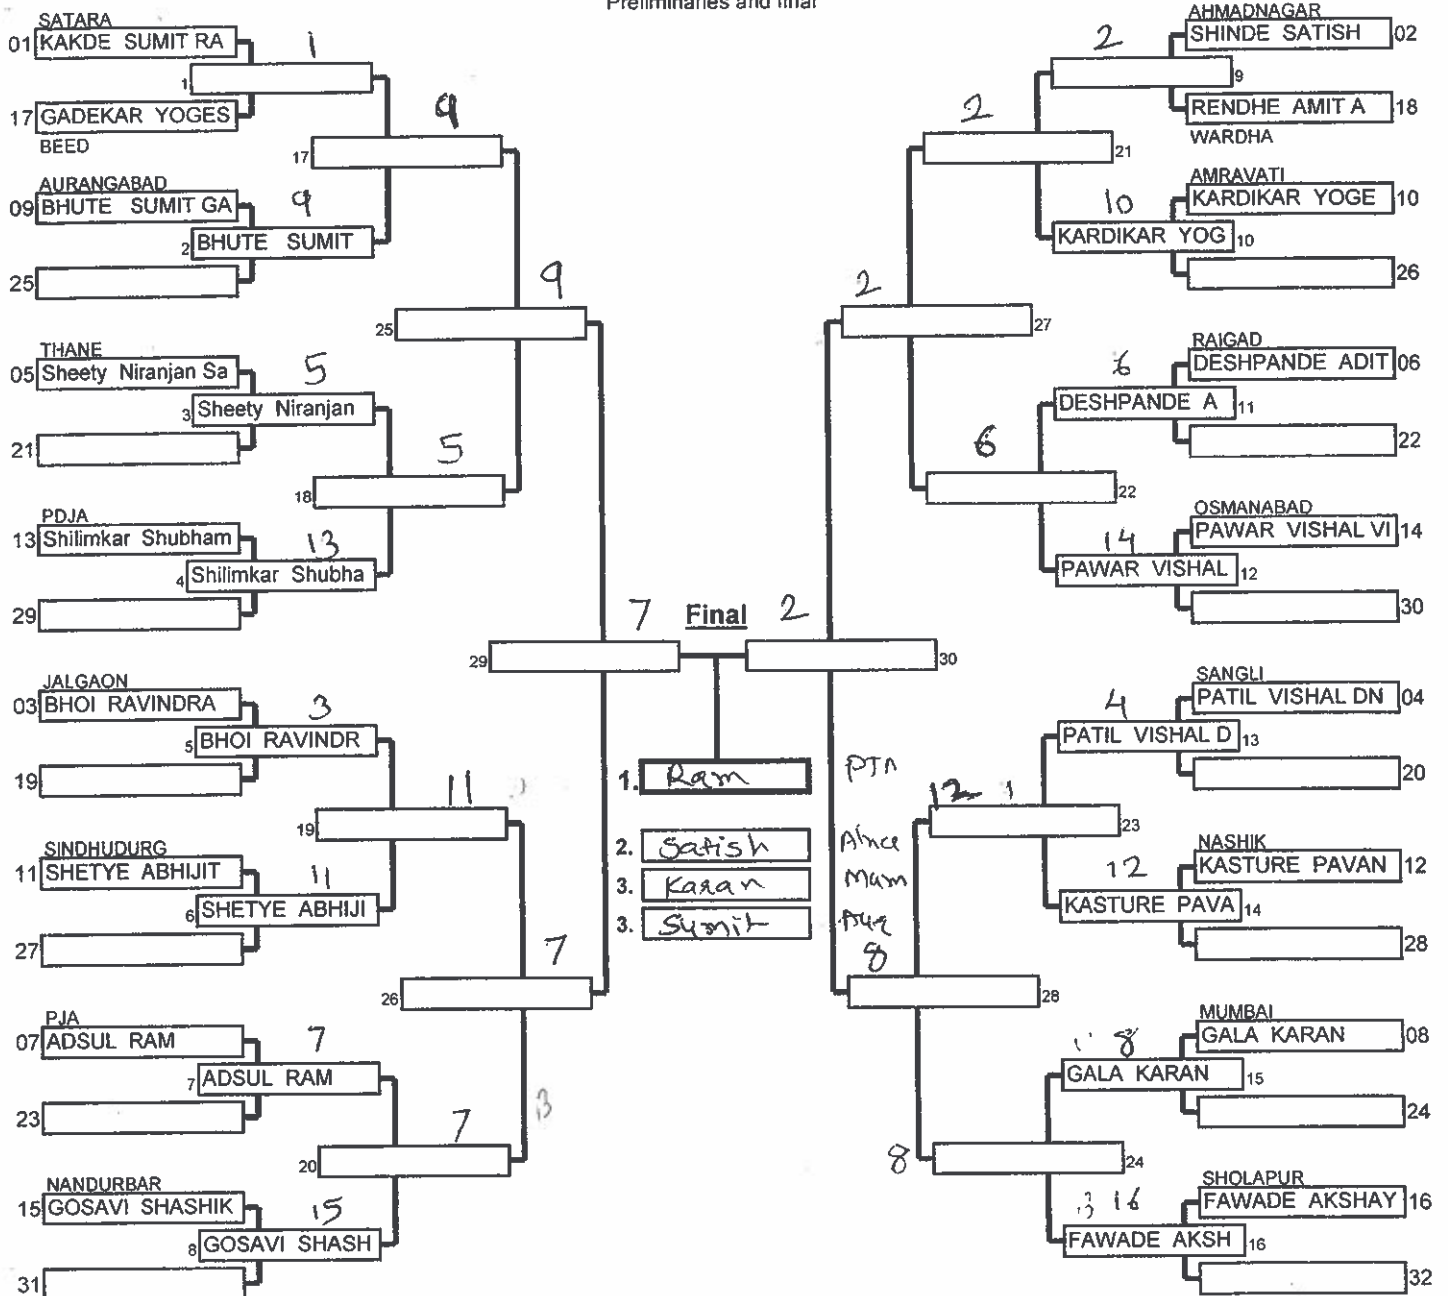 Preliminaries and final
SATARA
01 KAKDE SUMIT RA
1
1
17 GADEKAR YOGES
BEED
9
17
AURANGABAD
09 BHUTE SUMIT GA
9
2 BHUTE SUMIT
25
9
25
THANE
05 Sheety Niranjan Sa
5
3 Sheety Niranjan
21
5
18
PDJA
13 Shilimkar Shubham
13
4 Shilimkar Shubha
29
7
29
JALGAON
03 BHOI RAVINDRA
3
5 BHOI RAVINDR
19
11
19
SINDHUDURG
11 SHETYE ABHIJIT
11
6 SHETYE ABHIJI
27
7
26
PJA
07 ADSUL RAM
7
7 ADSUL RAM
23
7
20
NANDURBAR
15 GOSAVI SHASHIK
15
8 GOSAVI SHASH
31
Final
1. Ram
2. Satish
3. Karan Mum
3. Sumit
AHMADNAGAR
SHINDE SATISH 02
2
9
RENDHE AMIT A 18
WARDHA
2
21
AMRAVATI
KARDIKAR YOGE 10
10
KARDIKAR YOG 10
26
2
27
RAIGAD
DESHPANDE ADIT 06
6
DESHPANDE A 11
22
6
22
OSMANABAD
PAWAR VISHAL VI 14
14
PAWAR VISHAL 12
30
2
30
SANGLI
PATIL VISHAL DN 04
4
PATIL VISHAL D 13
20
12
23
NASHIK
KASTURE PAVAN 12
12
KASTURE PAVA 14
28
8
28
MUMBAI
GALA KARAN 08
8
GALA KARAN 15
24
8
24
SHOLAPUR
FAWADE AKSHAY 16
16
FAWADE AKSH 16
32